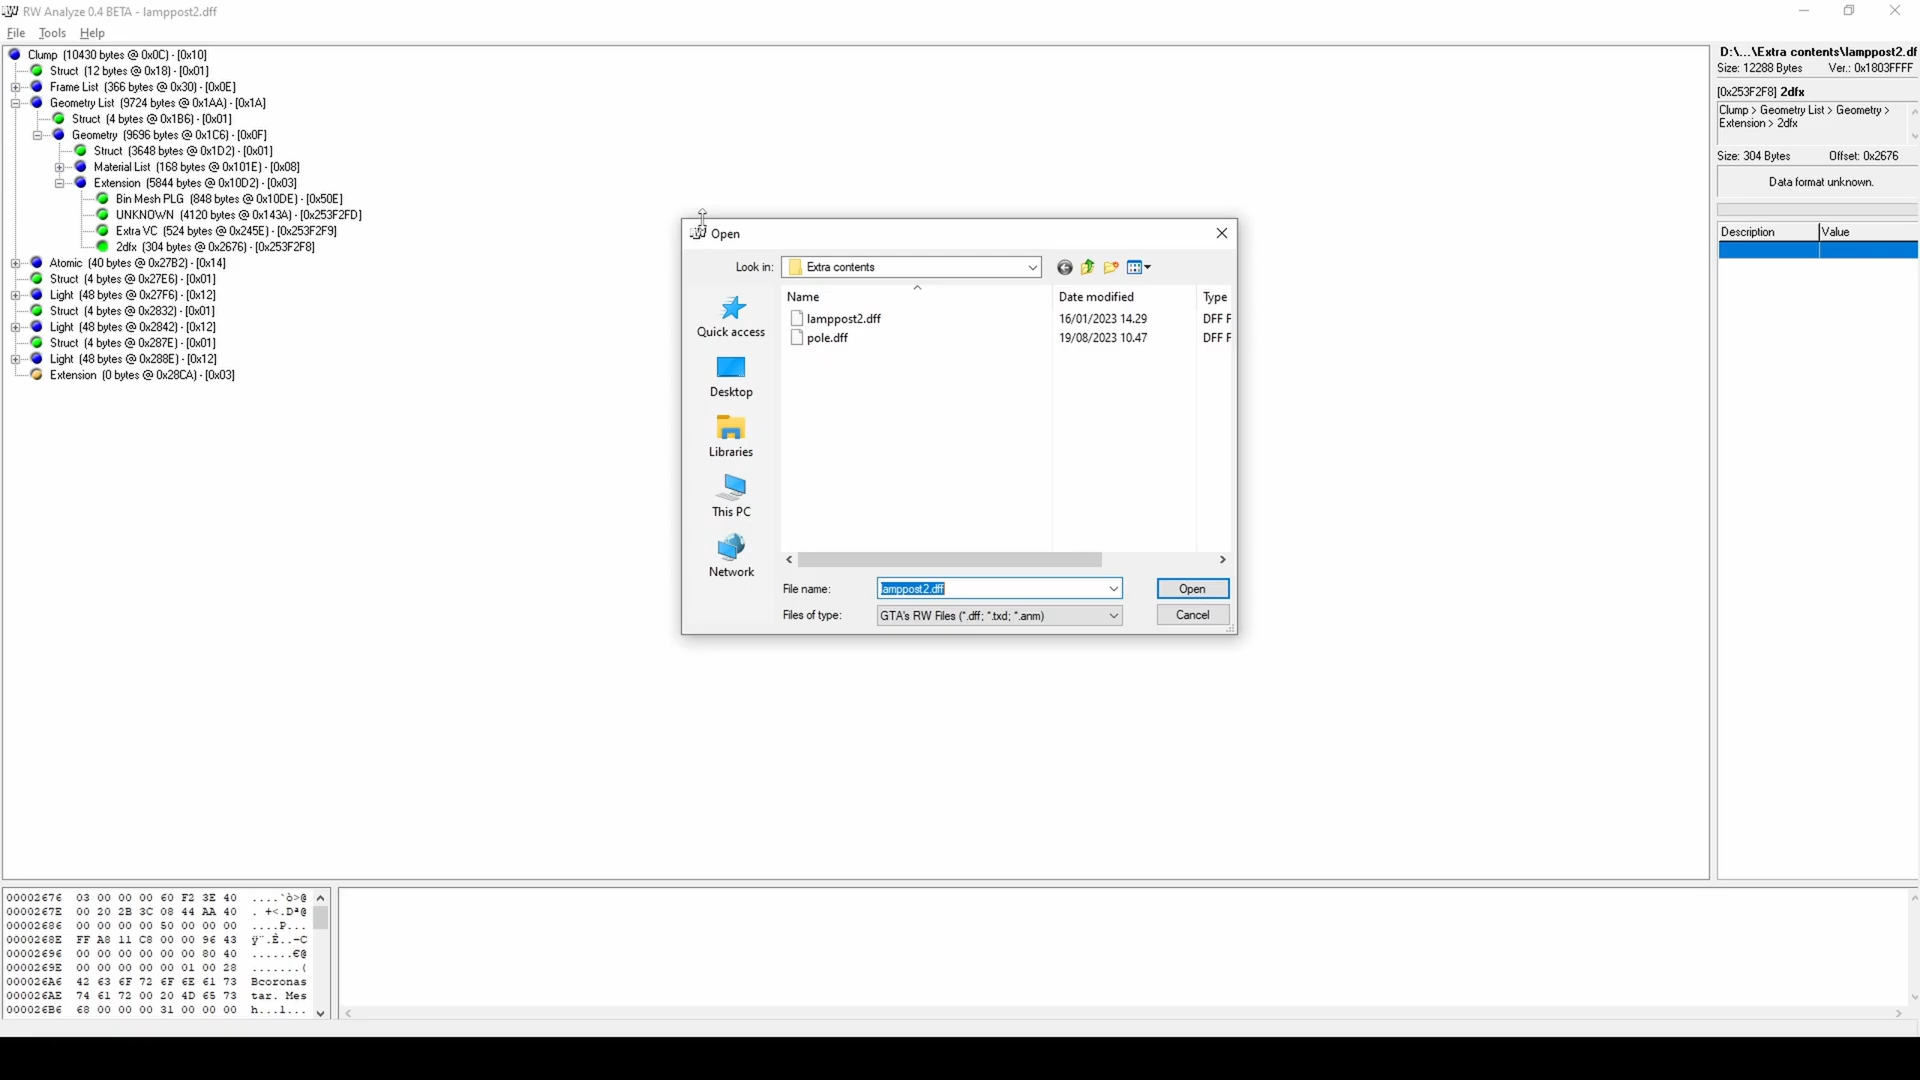 RW Analyze 0.4 BETA - lamppost2.dff
File Tools Help
Clump (10430 bytes @ 0x0C) - [0x10]
Struct (12 bytes @ 0x18) - [0x01]
Frame List (366 bytes @ 0x30) - [0x0E]
Geometry List (9724 bytes @ 0x1AA) - [0x1A]
Struct (4 bytes @ 0x1B6) - [0x01]
Geometry (9696 bytes @ 0x1C6) - [0x0F]
Struct (3648 bytes @ 0x1D2) - [0x01]
Material List (168 bytes @ 0x101E) - [0x08]
Extension (5844 bytes @ 0x10D2) - [0x03]
Bin Mesh PLG (848 bytes @ 0x10DE) - [0x50E]
UNKNOWN (4120 bytes @ 0x143A) - [0x253F2FD]
Extra VC (524 bytes @ 0x245E) - [0x253F2F9]
2dfx (304 bytes @ 0x2676) - [0x253F2F8]
Atomic (40 bytes @ 0x27B2) - [0x14]
Struct (4 bytes @ 0x27E6) - [0x01]
Light (48 bytes @ 0x27F6) - [0x12]
Struct (4 bytes @ 0x2832) - [0x01]
Light (48 bytes @ 0x2842) - [0x12]
Struct (4 bytes @ 0x287E) - [0x01]
Light (48 bytes @ 0x288E) - [0x12]
Extension (0 bytes @ 0x28CA) - [0x03]
Open
Look in: Extra contents
Quick access
Desktop
Libraries
This PC
Network
Name Date modified Type
lamppost2.dff 16/01/2023 14.29 DFF F
pole.dff 19/08/2023 10.47 DFF F
File name: lamppost2.dff Open
Files of type: GTA's RW Files (*.dff; *.txd; *.anm) Cancel
D:\...\Extra contents\lamppost2.df
Size: 12288 Bytes Ver.: 0x1803FFFF
[0x253F2F8] 2dfx
Clump > Geometry List > Geometry >
Extension > 2dfx
Size: 304 Bytes Offset: 0x2676
Data format unknown.
Description Value
00002676 03 00 00 00 60 F2 3E 40 ....`ò>@
0000267E 00 20 2B 3C 08 44 AA 40 . +<.Dª@
00002686 00 00 00 00 50 00 00 00 ....P...
0000268E FF A8 11 C8 00 00 96 43 ÿ¨.È..–C
00002696 00 00 00 00 00 00 80 40 ......€@
0000269E 00 00 00 00 00 01 00 28 .......(
000026A6 42 63 6F 72 6F 6E 61 73 Bcoronas
000026AE 74 61 72 00 20 4D 65 73 tar. Mes
000026B6 68 00 00 00 31 00 00 00 h...1...